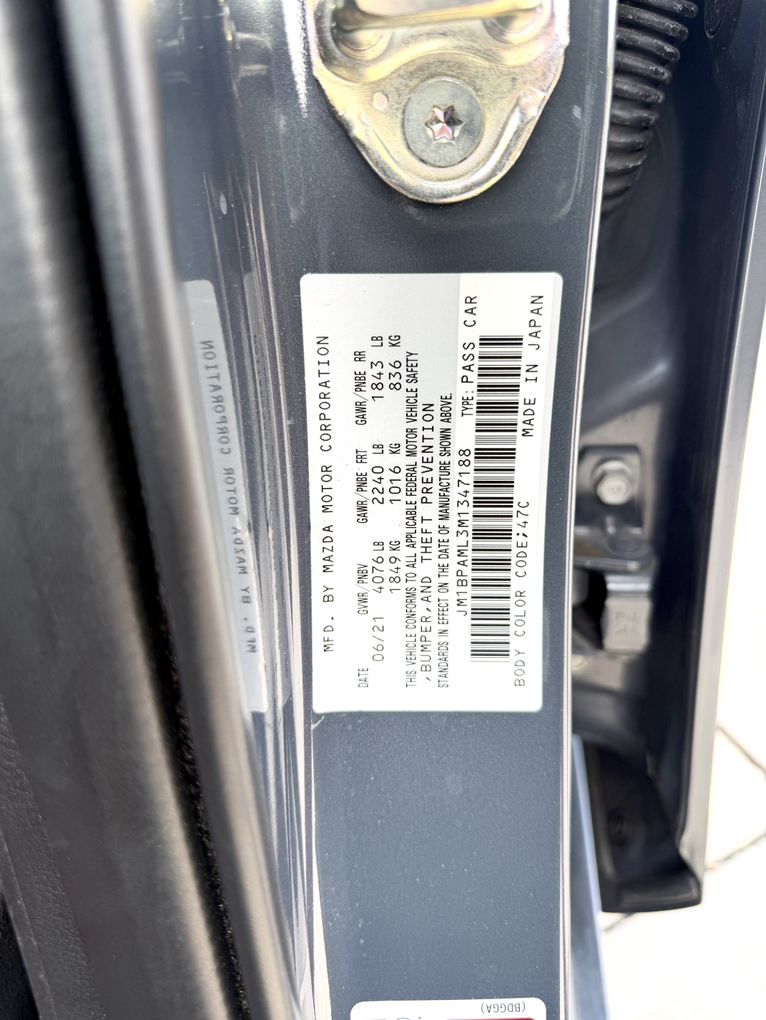 MFD. BY MAZDA MOTOR CORPORATION
DATE GVWR/PNBV GAWR/PNBE FRT GAWR/PNBE RR
06/21 4076 LB 2240 LB 1843 LB
1849 KG 1016 KG 836 KG
THIS VEHICLE CONFORMS TO ALL APPLICABLE FEDERAL MOTOR VEHICLE SAFETY
,BUMPER,AND THEFT PREVENTION
STANDARDS IN EFFECT ON THE DATE OF MANUFACTURE SHOWN ABOVE.
JM1BPAML3M1347188 TYPE: PASS CAR
BODY COLOR CODE;47C MADE IN JAPAN
MFD. BY MAZDA MOTOR CORPORATION
(BDGGA)